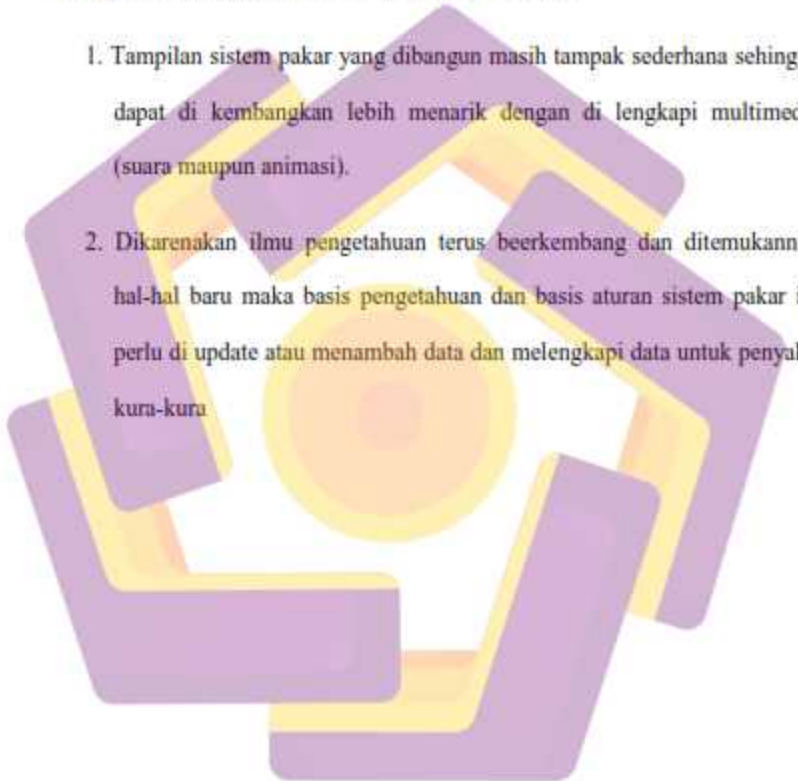 1. Tampilan sistem pakar yang dibangun masih tampak sederhana sehing
dapat di kembangkan lebih menarik dengan di lengkapi multimed
(suara maupun animasi).
2. Dikarenakan ilmu pengetahuan terus beerkembang dan ditemukann
hal-hal baru maka basis pengetahuan dan basis aturan sistem pakar i
perlu di update atau menambah data dan melengkapi data untuk penyal
kura-kura